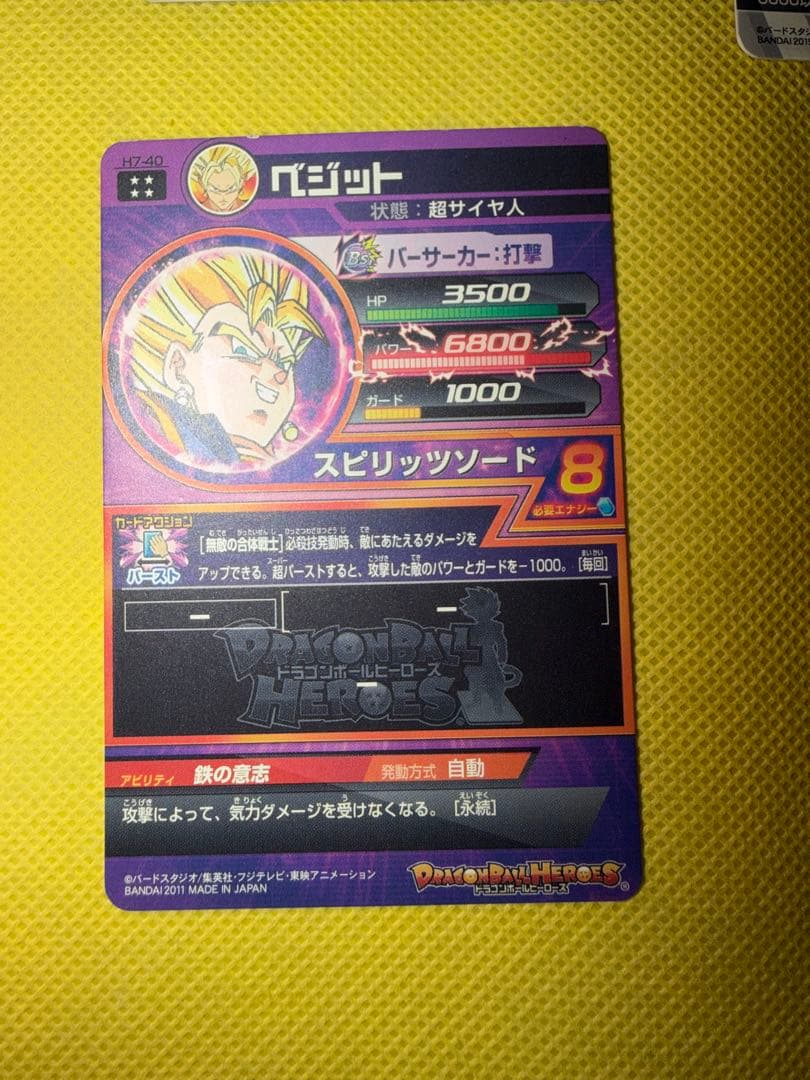 ©バードスタジ
BANDAI 2015
H7-40
★★
★★
ベジット
状態：超サイヤ人
Bs
バーサーカー：打撃
HP 3500
パワー 6800
ガード 1000
スピリッツソード
8
必要エナジー
カードアクション
バースト
[無敵の合体戦士]必殺技発動時、敵にあたえるダメージを
アップできる。超バーストすると、攻撃した敵のパワーとガードを−1000。[毎回]
− [ − ]
DRAGONBALL
ドラゴンボールヒーローズ
HEROES
−
アビリティ 鉄の意志 発動方式 自動
攻撃によって、気力ダメージを受けなくなる。[永続]
©バードスタジオ/集英社・フジテレビ・東映アニメーション
BANDAI 2011 MADE IN JAPAN
DRAGONBALL HEROES
ドラゴンボールヒーローズ ®